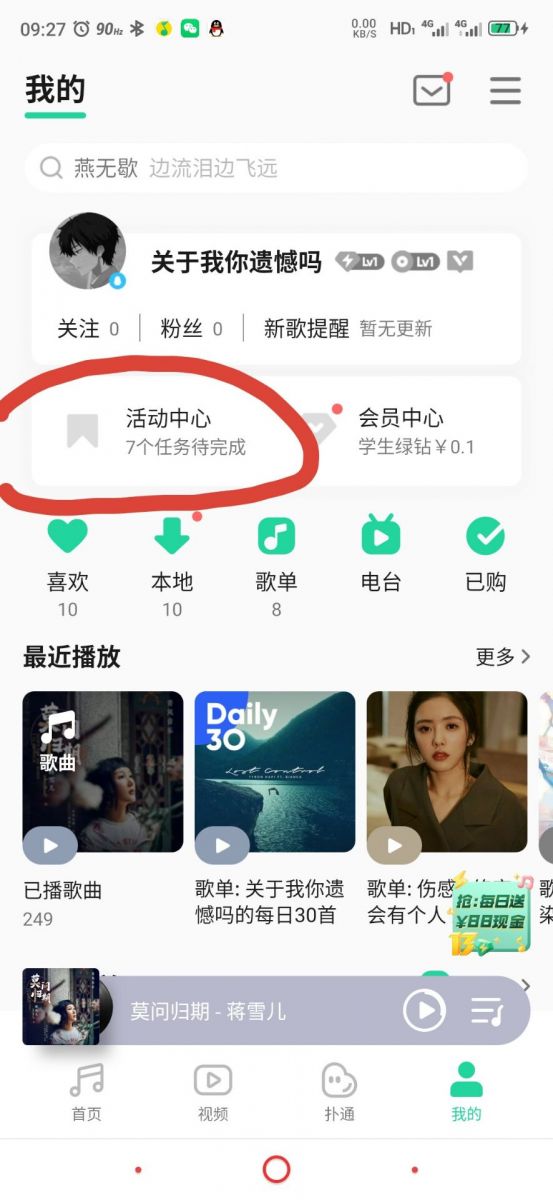 09:27 90Hz 0.00 KB/S HD1 4G 4G 77
我的
燕无歇 边流泪边飞远
关于我你遗憾吗 Lv1 Lv1
关注 0 粉丝 0 新歌提醒 暂无更新
活动中心
7个任务待完成
会员中心
学生绿钻￥0.1
喜欢 本地 歌单 电台 已购
10 10 8
最近播放 更多
歌曲
Daily
30
Lost Control
已播歌曲
249
歌单: 关于我你遗
憾吗的每日30首
歌单: 伤感
会有个人
歌
染
抢:每日送
￥88现金
莫问归期
莫问归期 - 蒋雪儿
首页 视频 扑通 我的